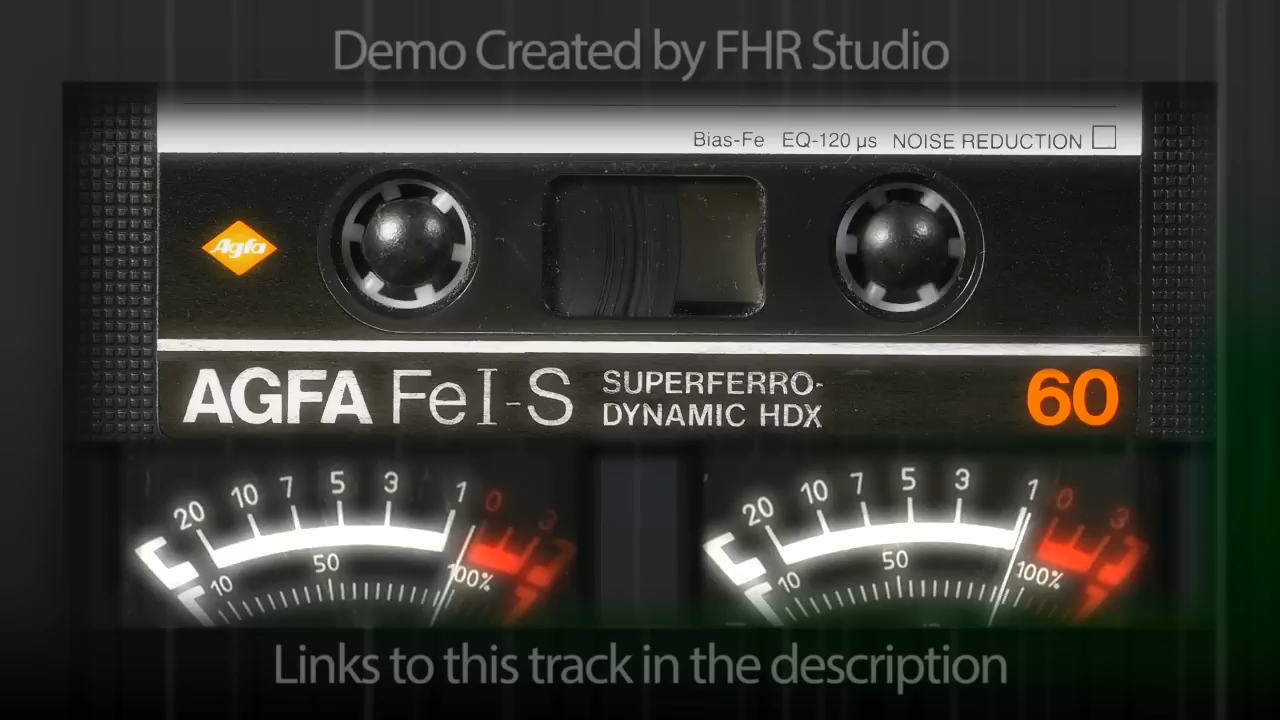 Demo Created by FHR Studio
Bias-Fe EQ-120 µs NOISE REDUCTION
Agfa
AGFA FeI-S SUPERFERRO-
DYNAMIC HDX
60
20 10 7 5 3 1 0 3
10 50 100%
20 10 7 5 3 1 0 3
10 50 100%
Links to this track in the description